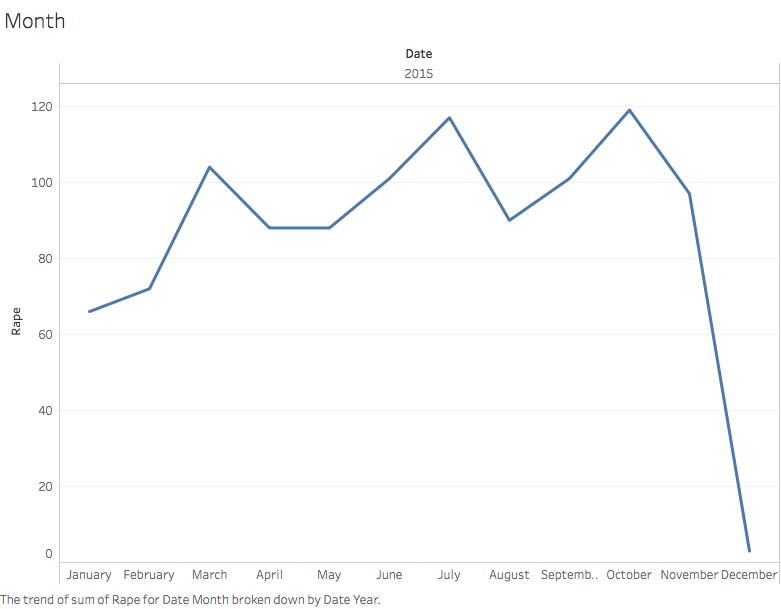 Month
Date
2015
120
100
80
60
40
20
0
Rape
January February March April May June July August Septemb.. October November December
The trend of sum of Rape for Date Month broken down by Date Year.